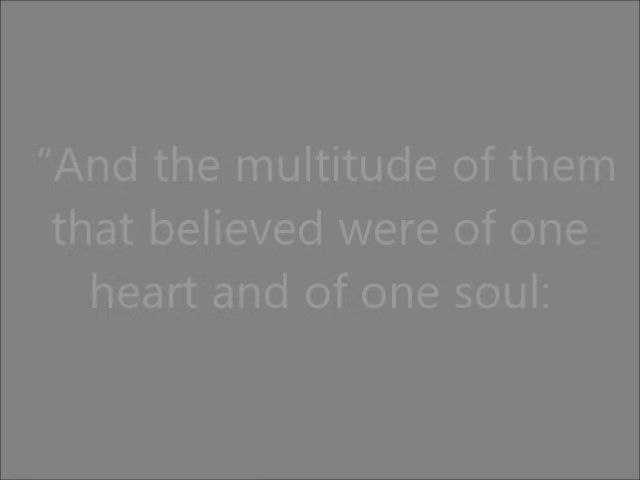 "And the multitude of them
that believed were of one
heart and of one soul: